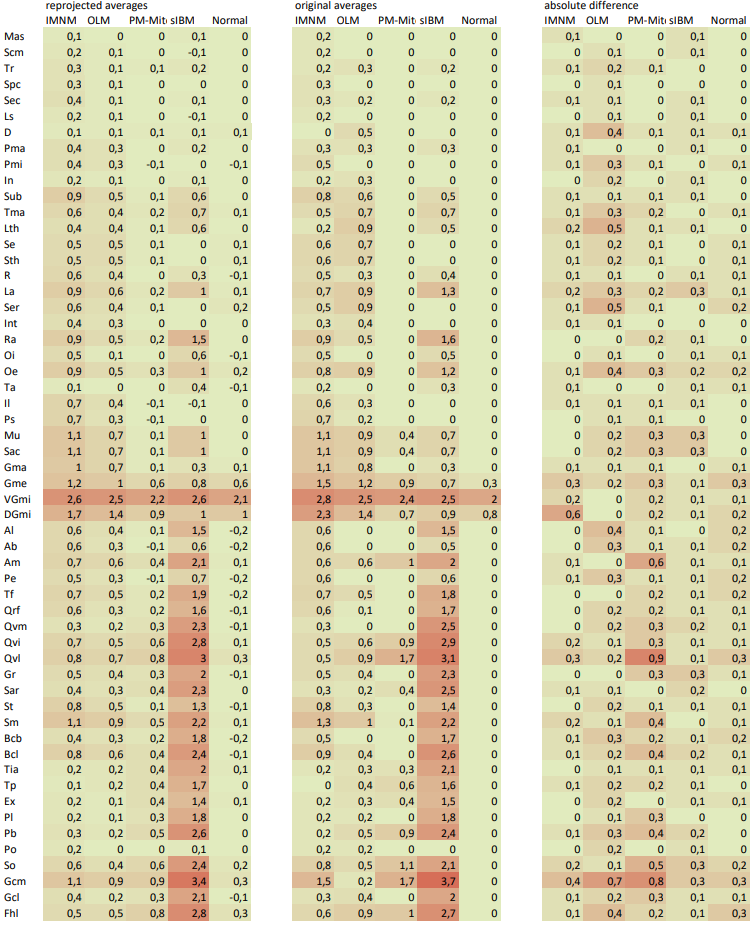 reprojected averages original averages absolute difference
IMNM OLM PM-Mito sIBM Normal IMNM OLM PM-Mito sIBM Normal IMNM OLM PM-Mito sIBM Normal
Mas 0,1 0 0 0,1 0 0,2 0 0 0 0 0,1 0 0 0,1 0
Scm 0,2 0,1 0 -0,1 0 0,2 0 0 0 0 0 0,1 0 0,1 0
Tr 0,3 0,1 0,1 0,2 0 0,2 0,3 0 0,2 0 0,1 0,2 0,1 0 0
Spc 0,3 0,1 0 0 0 0,3 0 0 0 0 0 0,1 0 0 0
Sec 0,4 0,1 0 0,1 0 0,3 0,2 0 0,2 0 0,1 0,1 0 0,1 0
Ls 0,2 0,1 0 -0,1 0 0,2 0 0 0 0 0 0,1 0 0,1 0
D 0,1 0,1 0,1 0,1 0,1 0 0,5 0 0 0 0,1 0,4 0,1 0,1 0,1
Pma 0,4 0,3 0 0,2 0 0,3 0,3 0 0,3 0 0,1 0 0 0,1 0
Pmi 0,4 0,3 -0,1 0 -0,1 0,5 0 0 0 0 0,1 0,3 0,1 0 0,1
In 0,2 0,1 0 0,1 0 0,2 0,3 0 0 0 0 0,2 0 0,1 0
Sub 0,9 0,5 0,1 0,6 0 0,8 0,6 0 0,5 0 0,1 0,1 0,1 0,1 0
Tma 0,6 0,4 0,2 0,7 0,1 0,5 0,7 0 0,7 0 0,1 0,3 0,2 0 0,1
Lth 0,4 0,4 0,1 0,6 0 0,2 0,9 0 0,5 0 0,2 0,5 0,1 0,1 0
Se 0,5 0,5 0,1 0 0,1 0,6 0,7 0 0 0 0,1 0,2 0,1 0 0,1
Sth 0,5 0,5 0,1 0 0,1 0,6 0,7 0 0 0 0,1 0,2 0,1 0 0,1
R 0,6 0,4 0 0,3 -0,1 0,5 0,3 0 0,4 0 0,1 0,1 0 0,1 0,1
La 0,9 0,6 0,2 1 0,1 0,7 0,9 0 1,3 0 0,2 0,3 0,2 0,3 0,1
Ser 0,6 0,4 0,1 0 0,2 0,5 0,9 0 0 0 0,1 0,5 0,1 0 0,2
Int 0,4 0,3 0 0 0 0,3 0,4 0 0 0 0,1 0,1 0 0 0
Ra 0,9 0,5 0,2 1,5 0 0,9 0,5 0 1,6 0 0 0 0,2 0,1 0
Oi 0,5 0,1 0 0,6 -0,1 0,5 0 0 0,5 0 0 0,1 0 0,1 0,1
Oe 0,9 0,5 0,3 1 0,2 0,8 0,9 0 1,2 0 0,1 0,4 0,3 0,2 0,2
Ta 0,1 0 0 0,4 -0,1 0,2 0 0 0,3 0 0,1 0 0 0,1 0,1
Il 0,7 0,4 -0,1 -0,1 0 0,6 0,3 0 0 0 0,1 0,1 0,1 0,1 0
Ps 0,7 0,3 -0,1 0 0 0,7 0,2 0 0 0 0 0,1 0,1 0 0
Mu 1,1 0,7 0,1 1 0 1,1 0,9 0,4 0,7 0 0 0,2 0,3 0,3 0
Sac 1,1 0,7 0,1 1 0 1,1 0,9 0,4 0,7 0 0 0,2 0,3 0,3 0
Gma 1 0,7 0,1 0,3 0,1 1,1 0,8 0 0,3 0 0,1 0,1 0,1 0 0,1
Gme 1,2 1 0,6 0,8 0,6 1,5 1,2 0,9 0,7 0,3 0,3 0,2 0,3 0,1 0,3
VGmi 2,6 2,5 2,2 2,6 2,1 2,8 2,5 2,4 2,5 2 0,2 0 0,2 0,1 0,1
DGmi 1,7 1,4 0,9 1 1 2,3 1,4 0,7 0,9 0,8 0,6 0 0,2 0,1 0,2
Al 0,6 0,4 0,1 1,5 -0,2 0,6 0 0 1,5 0 0 0,4 0,1 0 0,2
Ab 0,6 0,3 -0,1 0,6 -0,2 0,6 0 0 0,5 0 0 0,3 0,1 0,1 0,2
Am 0,7 0,6 0,4 2,1 0,1 0,6 0,6 1 2 0 0,1 0 0,6 0,1 0,1
Pe 0,5 0,3 -0,1 0,7 -0,2 0,6 0 0 0,6 0 0,1 0,3 0,1 0,1 0,2
Tf 0,7 0,5 0,2 1,9 -0,2 0,7 0,5 0 1,8 0 0 0 0,2 0,1 0,2
Qrf 0,6 0,3 0,2 1,6 -0,1 0,6 0,1 0 1,7 0 0 0,2 0,2 0,1 0,1
Qvm 0,3 0,2 0,3 2,3 -0,1 0,3 0 0 2,5 0 0 0,2 0,3 0,2 0,1
Qvi 0,7 0,5 0,6 2,8 0,1 0,5 0,6 0,9 2,9 0 0,2 0,1 0,3 0,1 0,1
Qvl 0,8 0,7 0,8 3 0,3 0,5 0,9 1,7 3,1 0 0,3 0,2 0,9 0,1 0,3
Gr 0,5 0,4 0,3 2 -0,1 0,5 0,4 0 2,3 0 0 0 0,3 0,3 0,1
Sar 0,4 0,3 0,4 2,3 0 0,3 0,2 0,4 2,5 0 0,1 0,1 0 0,2 0
St 0,8 0,5 0,1 1,3 -0,1 0,8 0,3 0 1,4 0 0 0,2 0,1 0,1 0,1
Sm 1,1 0,9 0,5 2,2 0,1 1,3 1 0,1 2,2 0 0,2 0,1 0,4 0 0,1
Bcb 0,4 0,3 0,2 1,8 -0,2 0,5 0 0 1,7 0 0,1 0,3 0,2 0,1 0,2
Bcl 0,8 0,6 0,4 2,4 -0,1 0,9 0,4 0 2,6 0 0,1 0,2 0,4 0,2 0,1
Tia 0,2 0,2 0,4 2 0,1 0,2 0,3 0,3 2,1 0 0 0,1 0,1 0,1 0,1
Tp 0,1 0,2 0,4 1,7 0 0 0,4 0,6 1,6 0 0,1 0,2 0,2 0,1 0
Ex 0,2 0,1 0,4 1,4 0,1 0,2 0,3 0,4 1,5 0 0 0,2 0 0,1 0,1
Pl 0,2 0,1 0,3 1,8 0 0,2 0,2 0 1,8 0 0 0,1 0,3 0 0
Pb 0,3 0,2 0,5 2,6 0 0,2 0,5 0,9 2,4 0 0,1 0,3 0,4 0,2 0
Po 0,2 0 0 0,1 0 0,2 0,2 0 0 0 0 0,2 0 0,1 0
So 0,6 0,4 0,6 2,4 0,2 0,8 0,5 1,1 2,1 0 0,2 0,1 0,5 0,3 0,2
Gcm 1,1 0,9 0,9 3,4 0,3 1,5 0,2 1,7 3,7 0 0,4 0,7 0,8 0,3 0,3
Gcl 0,4 0,2 0,3 2,1 -0,1 0,3 0,4 0 2 0 0,1 0,2 0,3 0,1 0,1
Fhl 0,5 0,5 0,8 2,8 0,3 0,6 0,9 1 2,7 0 0,1 0,4 0,2 0,1 0,3